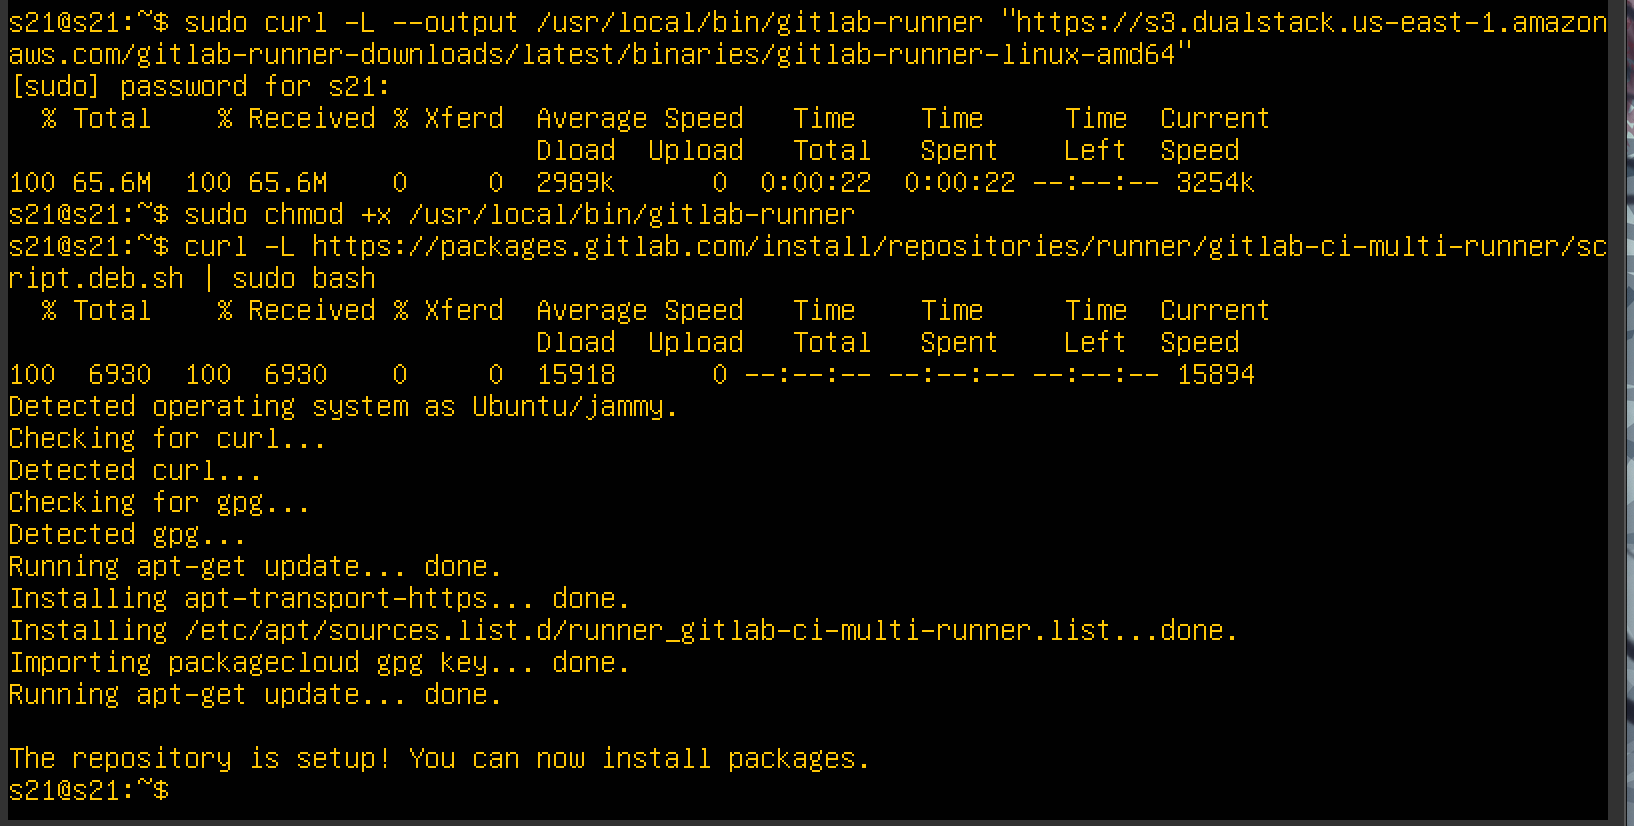 s21@s21:~$ sudo curl -L --output /usr/local/bin/gitlab-runner "https://s3.dualstack.us-east-1.amazon
aws.com/gitlab-runner-downloads/latest/binaries/gitlab-runner-linux-amd64"
[sudo] password for s21:
  % Total    % Received % Xferd  Average Speed   Time    Time     Time  Current
                                 Dload  Upload   Total   Spent    Left  Speed
100 65.6M  100 65.6M    0     0  2989k      0  0:00:22  0:00:22 --:--:-- 3254k
s21@s21:~$ sudo chmod +x /usr/local/bin/gitlab-runner
s21@s21:~$ curl -L https://packages.gitlab.com/install/repositories/runner/gitlab-ci-multi-runner/sc
ript.deb.sh | sudo bash
  % Total    % Received % Xferd  Average Speed   Time    Time     Time  Current
                                 Dload  Upload   Total   Spent    Left  Speed
100  6930  100  6930    0     0  15918      0 --:--:-- --:--:-- --:--:-- 15894
Detected operating system as Ubuntu/jammy.
Checking for curl...
Detected curl...
Checking for gpg...
Detected gpg...
Running apt-get update... done.
Installing apt-transport-https... done.
Installing /etc/apt/sources.list.d/runner_gitlab-ci-multi-runner.list...done.
Importing packagecloud gpg key... done.
Running apt-get update... done.

The repository is setup! You can now install packages.
s21@s21:~$